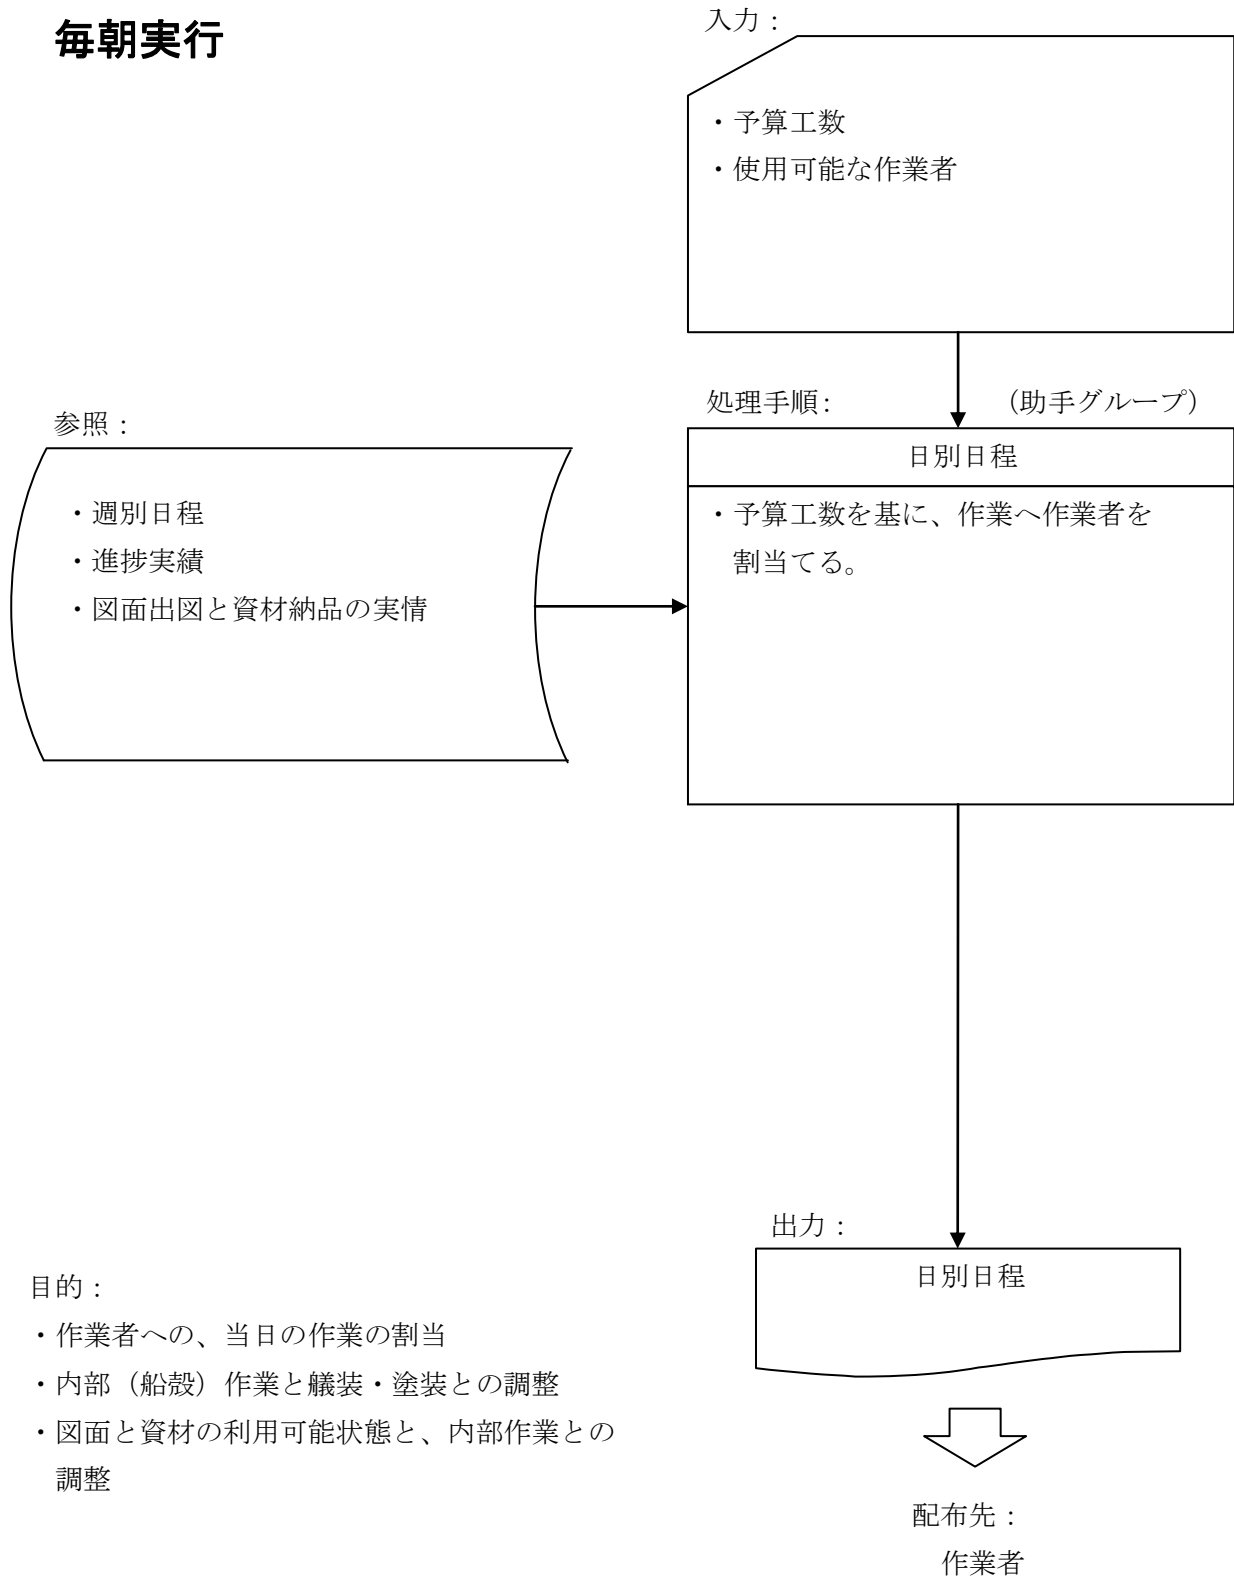 毎朝実行
入力：
・予算工数
・使用可能な作業者
処理手順：
（助手グループ）
日別日程
・予算工数を基に、作業へ作業者を
割当てる。
参照：
・週別日程
・進捗実績
・図面出図と資材納品の実情
出力：
日別日程
配布先：
作業者
目的：
・作業者への、当日の作業の割当
・内部（船殻）作業と艤装・塗装との調整
・図面と資材の利用可能状態と、内部作業との
調整